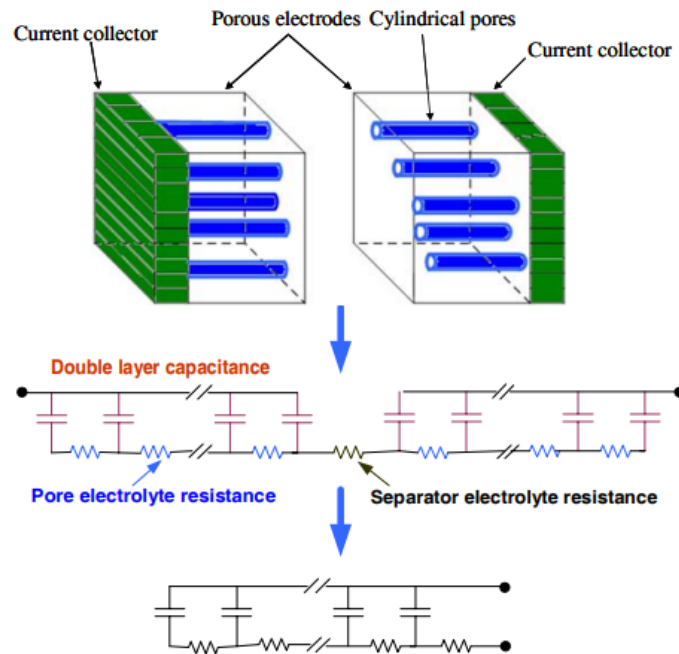 Porous electrodes
Cylindrical pores
Current collector
Current collector
Double layer capacitance
Pore electrolyte resistance
Separator electrolyte resistance